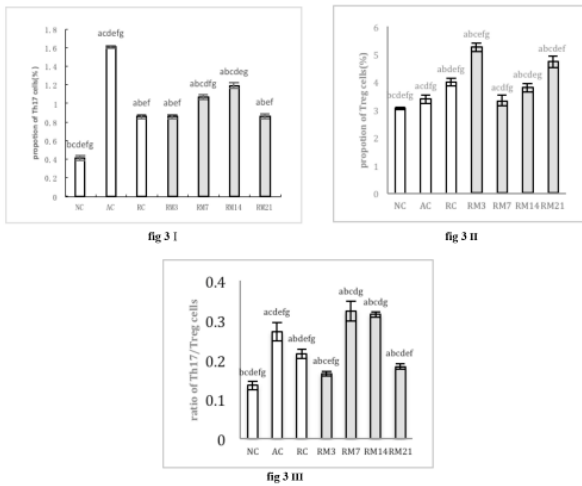 propotion of Th17 cells(%)
1.8
1.6
1.4
1.2
1
0.8
0.6
0.4
0.2
0
bcdefg
acdefg
abef
abef
abcdfg
abcdeg
abef
NC AC RC RM3 RM7 RM14 RM21
fig 3 I
propotion of Treg cells(%)
6
5
4
3
2
1
0
bcdefg
acdfg
abdefg
abcefg
acdfg
abcdeg
abcdef
NC AC RC RM3 RM7 RM14 RM21
fig 3 II
ratio of Th17/Treg cells
0.4
0.3
0.2
0.1
0
bcdefg
acdefg
abdefg
abcefg
abcdg
abcdg
abcdef
NC AC RC RM3 RM7 RM14 RM21
fig 3 III